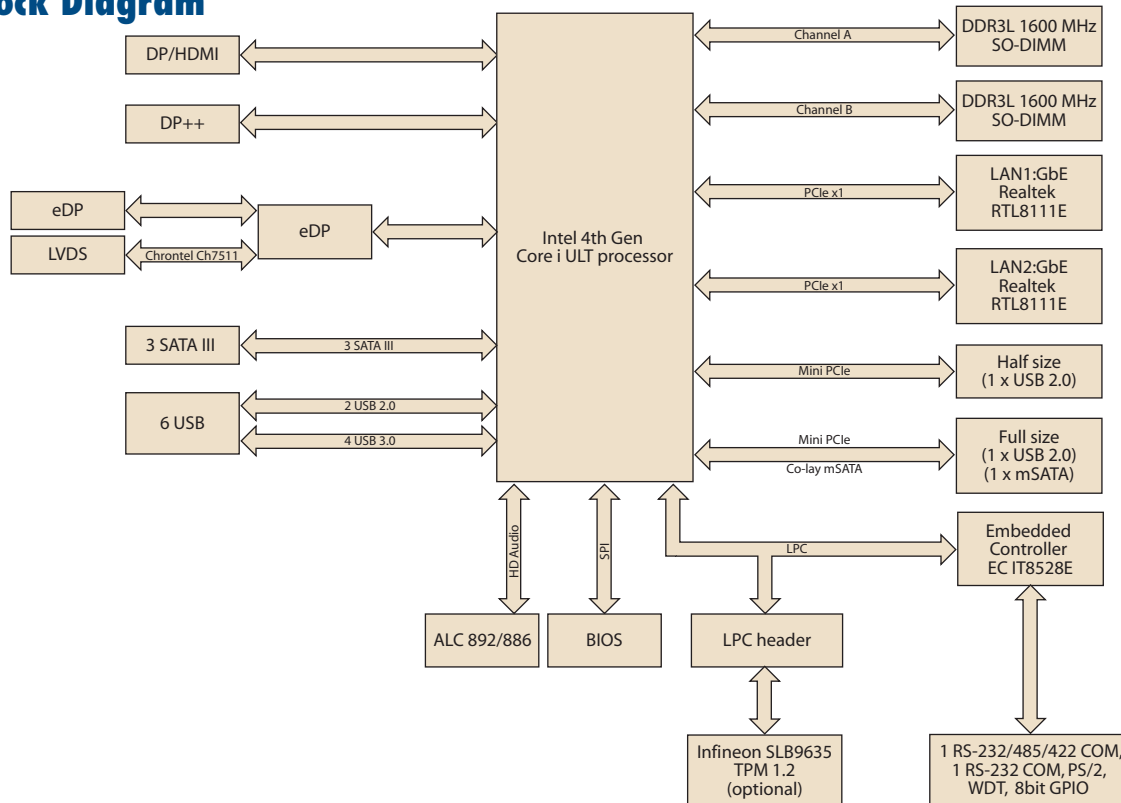 ock Diagram
DP/HDMI
DP++
eDP
LVDS
Chrontel Ch7511
eDP
3 SATA III
3 SATA III
6 USB
2 USB 2.0
4 USB 3.0
Intel 4th Gen
Core i ULT processor
Channel A
DDR3L 1600 MHz
SO-DIMM
Channel B
DDR3L 1600 MHz
SO-DIMM
PCIe x1
LAN1:GbE
Realtek
RTL8111E
PCIe x1
LAN2:GbE
Realtek
RTL8111E
Mini PCIe
Half size
(1 x USB 2.0)
Mini PCIe
Co-lay mSATA
Full size
(1 x USB 2.0)
(1 x mSATA)
HD Audio
SPI
LPC
Embedded
Controller
EC IT8528E
ALC 892/886
BIOS
LPC header
Infineon SLB9635
TPM 1.2
(optional)
1 RS-232/485/422 COM,
1 RS-232 COM, PS/2,
WDT, 8bit GPIO